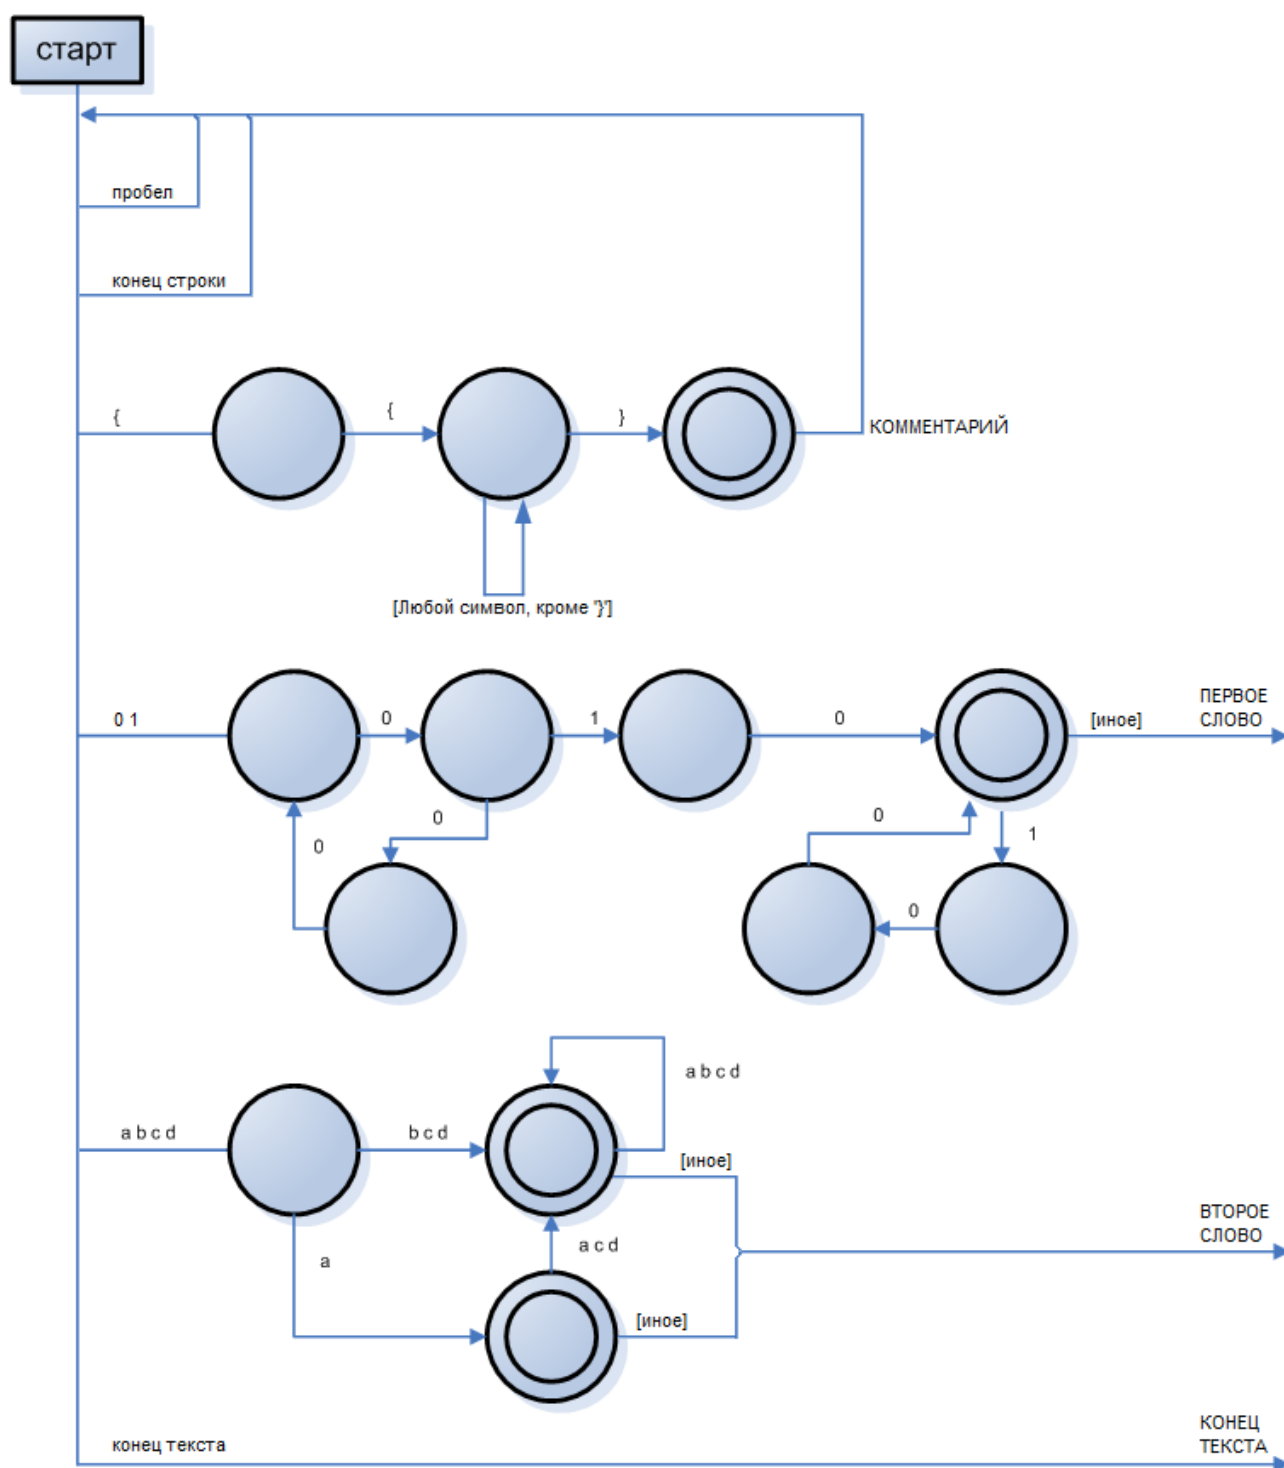 старт
пробел
конец строки
{
{
}
КОММЕНТАРИЙ
[Любой символ, кроме '}']
0 1
0
1
0
[иное]
ПЕРВОЕ
СЛОВО
0
0
0
1
0
a b c d
a b c d
b c d
[иное]
a c d
a
[иное]
ВТОРОЕ
СЛОВО
конец текста
КОНЕЦ
ТЕКСТА